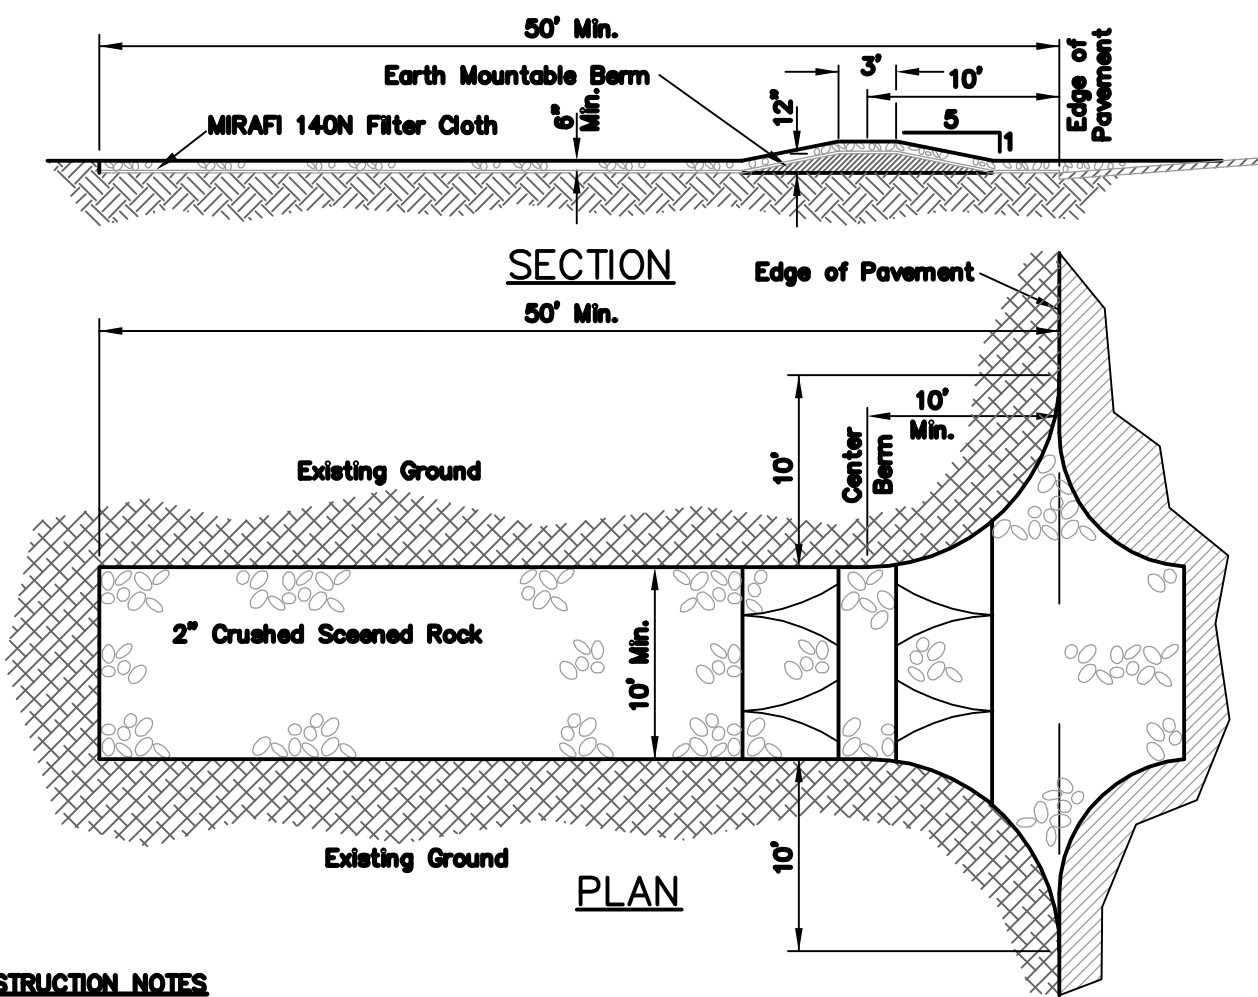 50' Min.
Earth Mountable Berm
3'
10'
Edge of
Pavement
MIRAFI 140N Filter Cloth
6"
Min.
12"
5
1
SECTION
Edge of Pavement
50' Min.
10'
Min.
Center
Berm
10'
Existing Ground
2" Crushed Sceened Rock
10' Min.
Existing Ground
10'
PLAN
STRUCTION NOTES